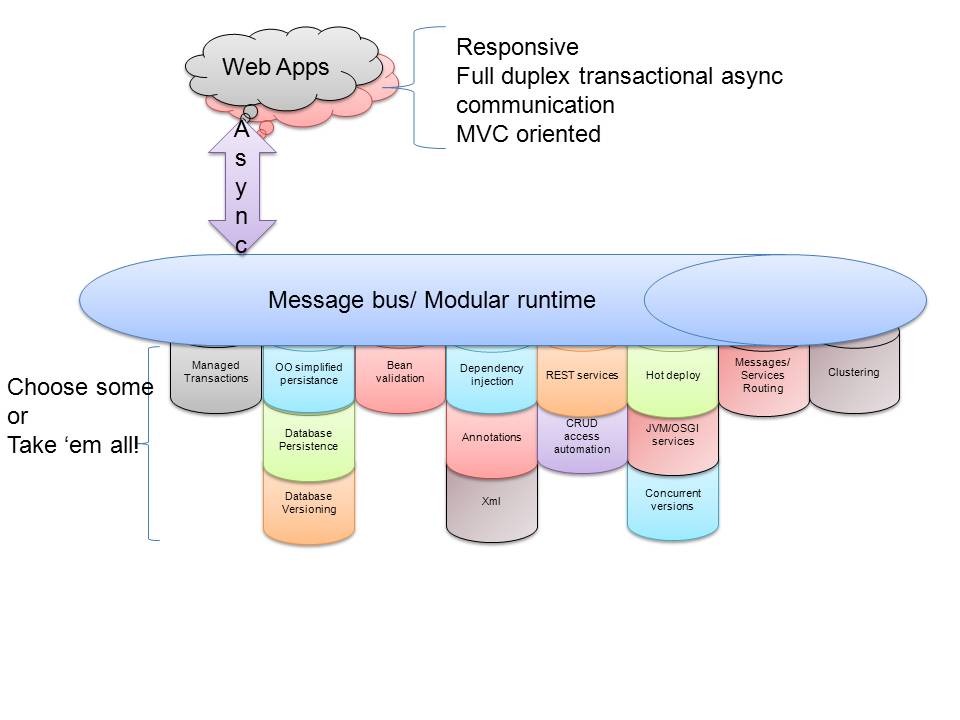 Web Apps
Responsive
Full duplex transactional async
communication
MVC oriented
A
s
y
n
c
Message bus/ Modular runtime
Choose some
or
Take ‘em all!
Managed
Transactions
OO simplified
persistance
Bean
validation
Dependency
injection
REST services
Hot deploy
Messages/
Services
Routing
Clustering
Database
Persistence
Annotations
CRUD
access
automation
JVM/OSGI
services
Database
Versioning
Xml
Concurrent
versions